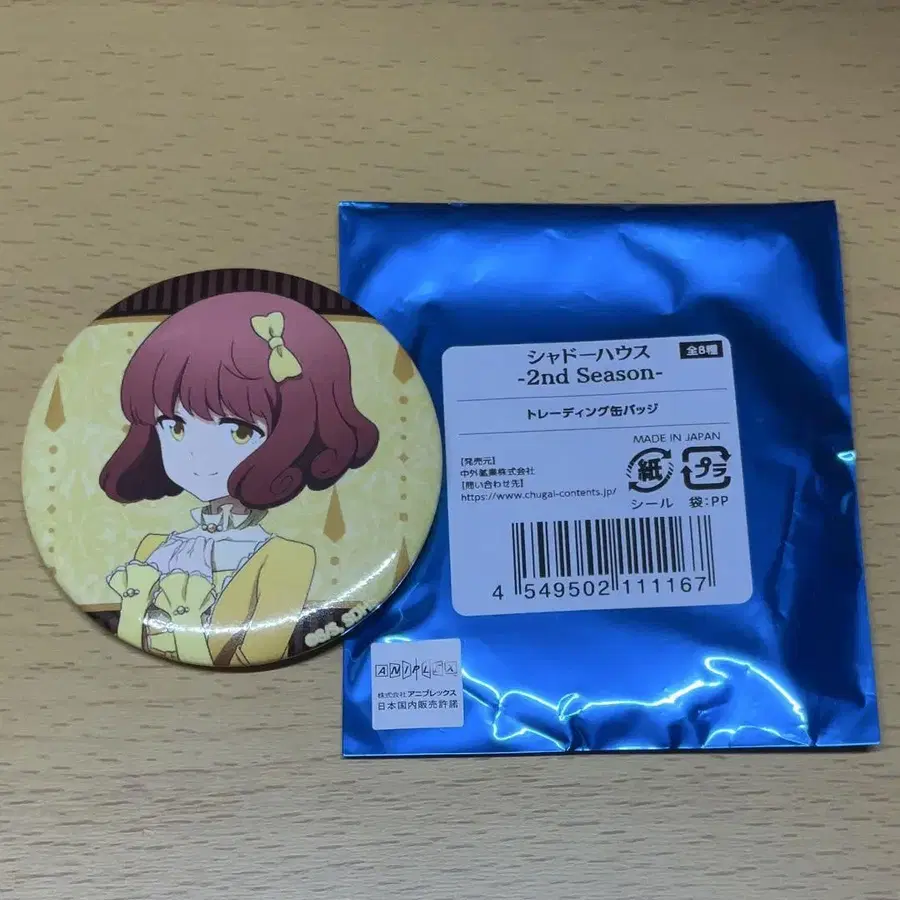 シャドーハウス
-2nd Season-
全8種
トレーディング缶バッジ
MADE IN JAPAN
【発売元】
中外鉱業株式会社
【問い合わせ先】
https://www.chugai-contents.jp/
紙
プラ
シール 袋:PP
4 549502 111167
ANIPLEX
株式会社アニプレックス
日本国内販売許諾